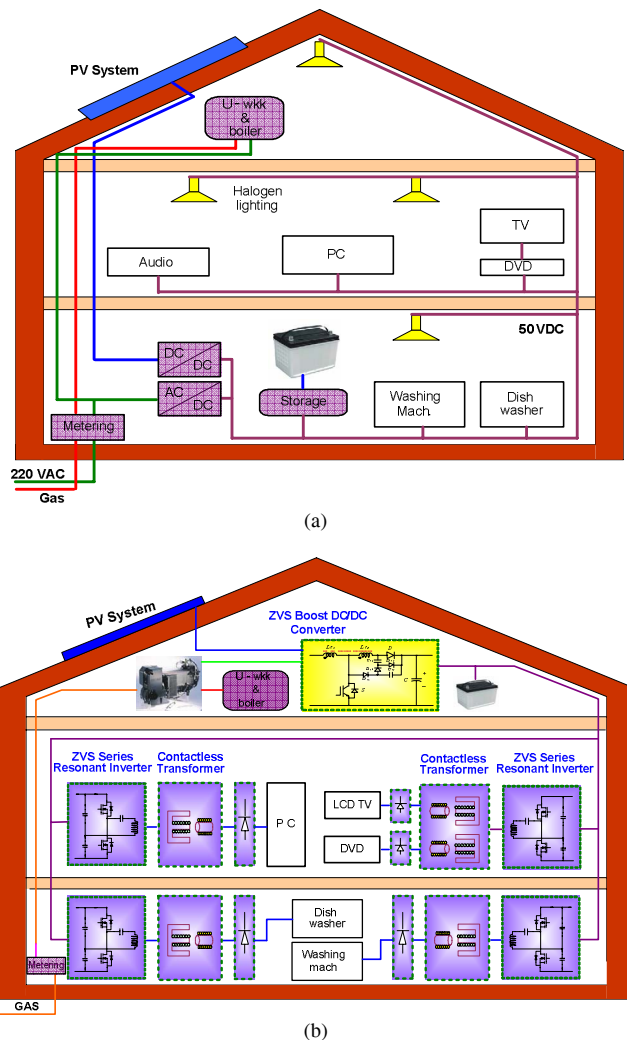 PV System
U - wkk
&
boiler
Halogen
lighting
TV
PC
Audio
DVD
50 VDC
DC
DC
AC
DC
Storage
Washing
Mach.
Dish
washer
Metering
220 VAC
Gas
(a)
PV System
ZVS Boost DC/DC
Converter
D
S
C
+
-
U - wkk
&
boiler
ZVS Series
Resonant Inverter
Contactless
Transformer
Contactless
Transformer
ZVS Series
Resonant Inverter
P C
LCD TV
DVD
Dish
washer
Washing
mach
Metering
GAS
(b)